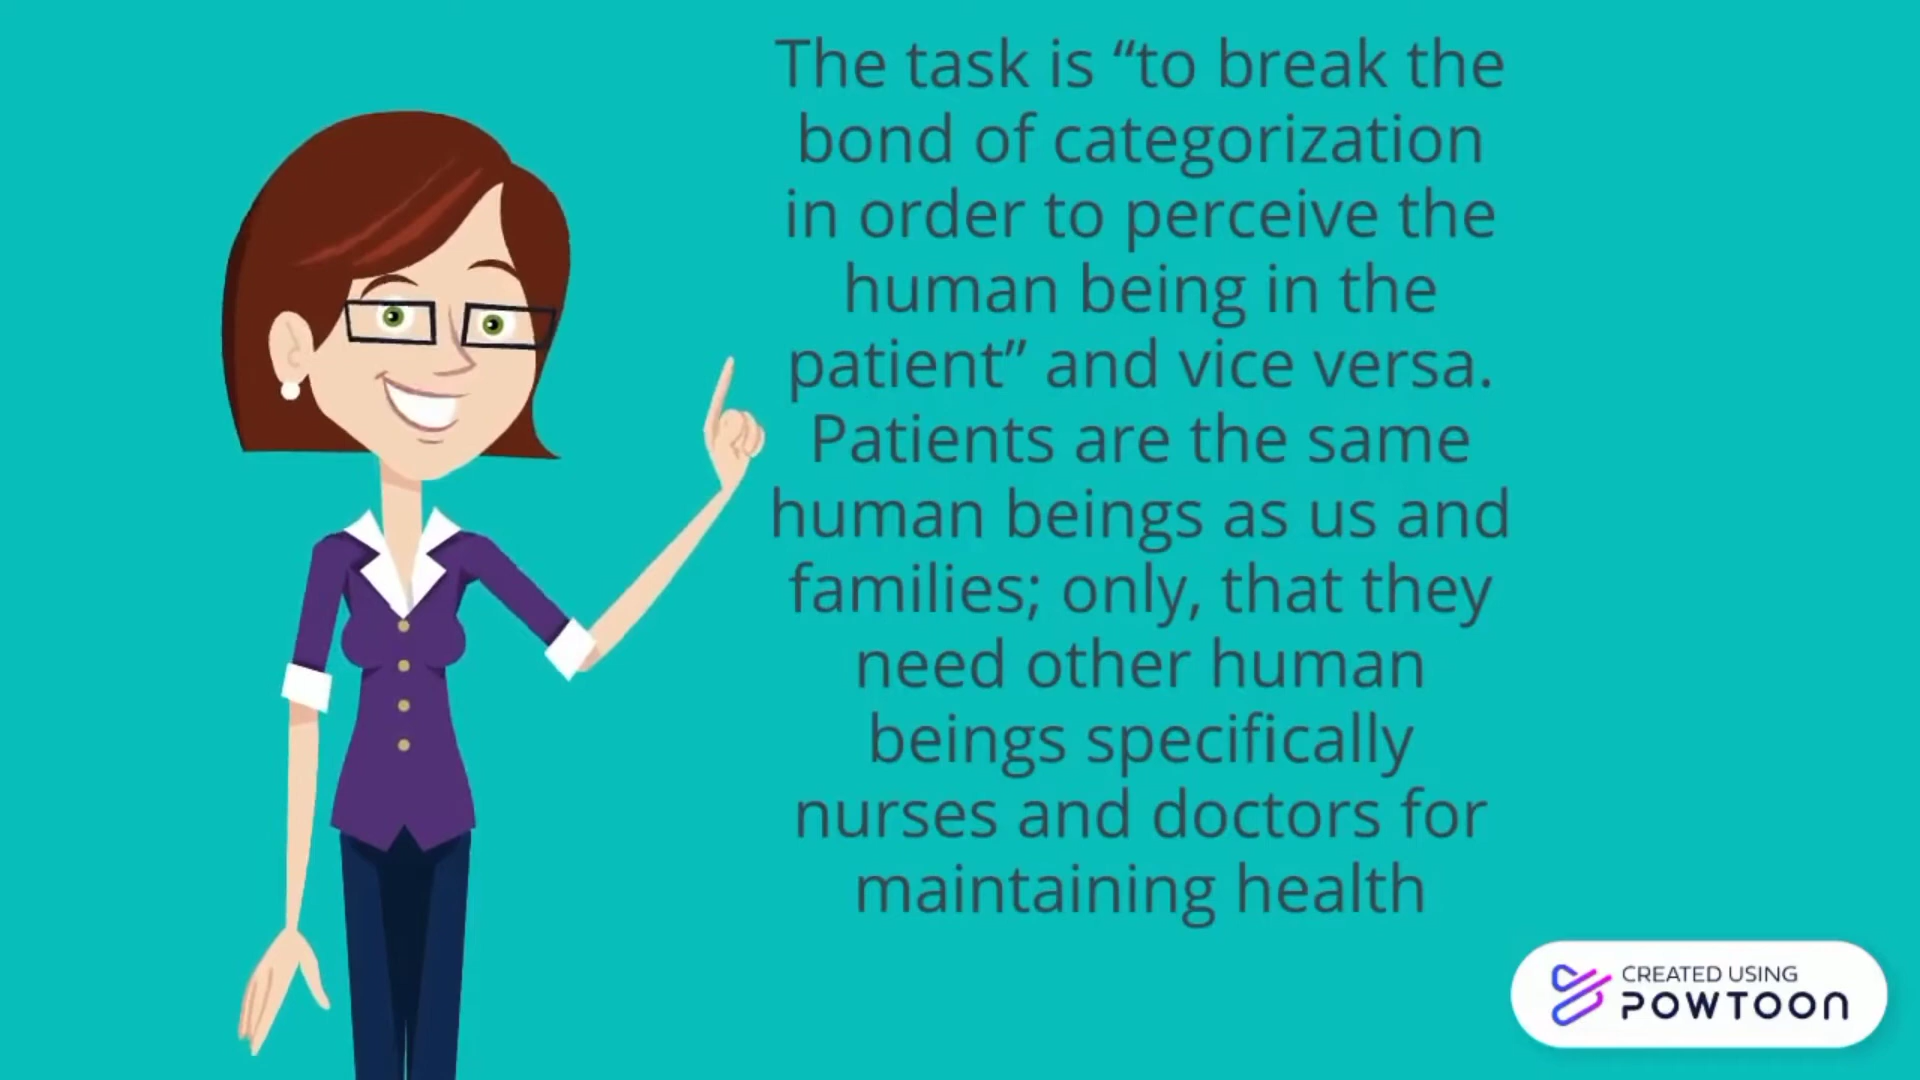 The task is “to break the
bond of categorization
in order to perceive the
human being in the
patient” and vice versa.
Patients are the same
human beings as us and
families; only, that they
need other human
beings specifically
nurses and doctors for
maintaining health
CREATED USING
POWTOON